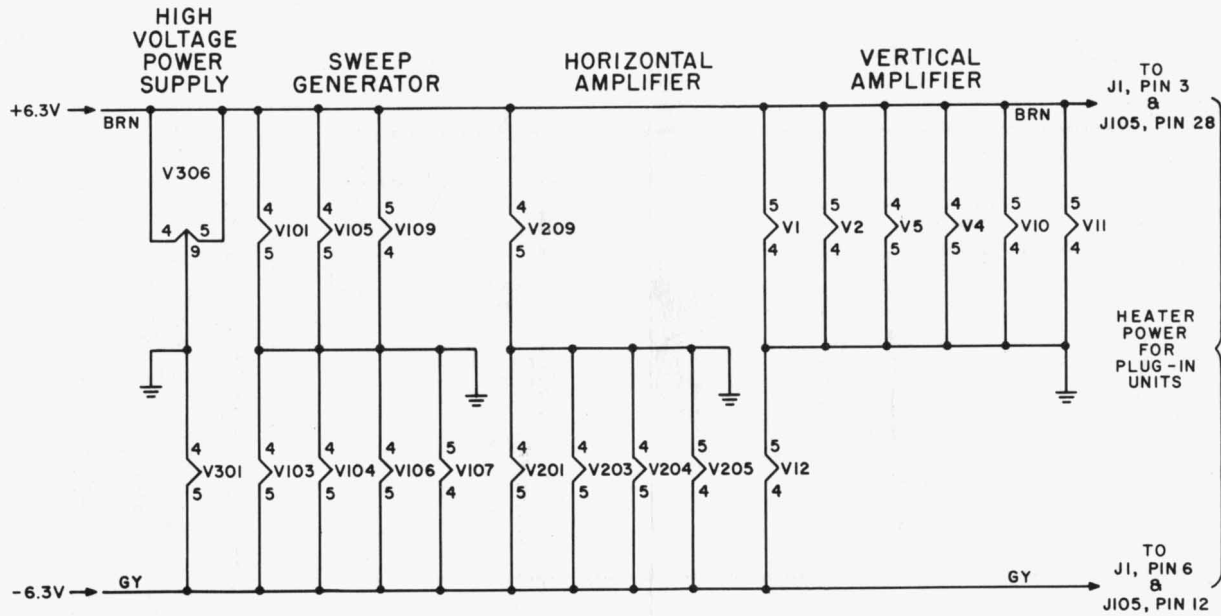 HIGH
VOLTAGE
POWER
SUPPLY
SWEEP
GENERATOR
HORIZONTAL
AMPLIFIER
VERTICAL
AMPLIFIER
TO
J1, PIN 3
&
J105, PIN 28
+6.3V
BRN
BRN
V306
4 5
9
4
V101
5
4
V105
5
5
V109
4
4
V209
5
5
V1
4
5
V2
4
4
V5
5
4
V4
5
5
V10
4
5
V11
4
HEATER
POWER
FOR
PLUG-IN
UNITS
4
V301
5
4
V103
5
4
V104
5
4
V106
5
5
V107
4
4
V201
5
4
V203
5
4
V204
5
5
V205
4
5
V12
4
-6.3V
GY
GY
TO
J1, PIN 6
&
J105, PIN 12